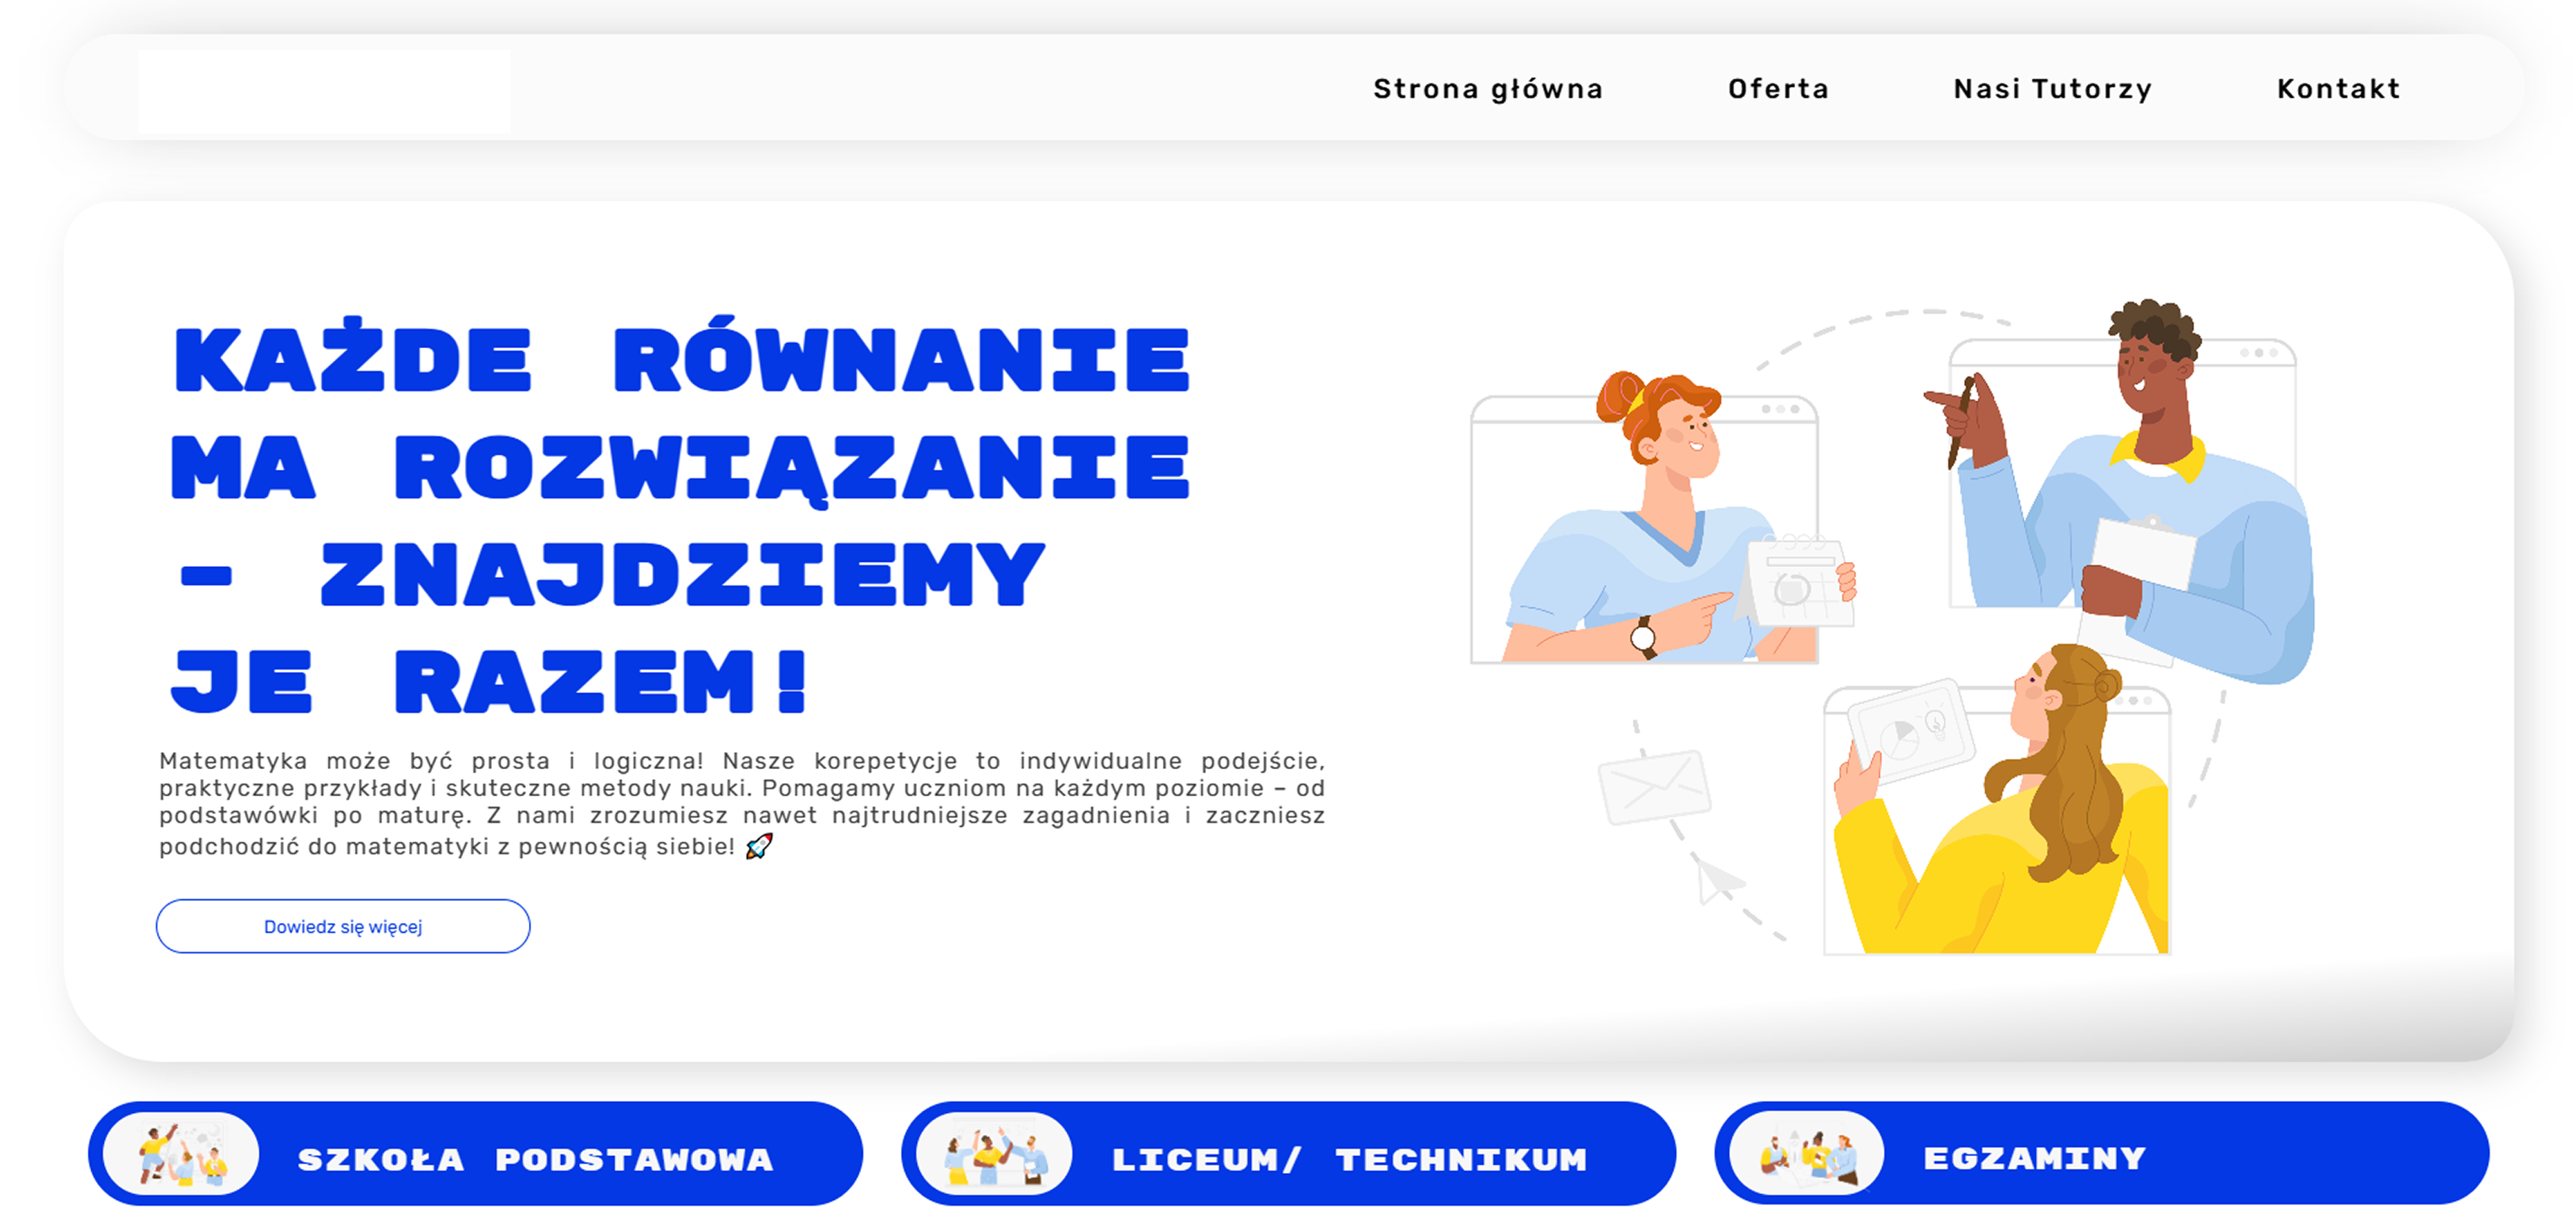 Strona główna Oferta Nasi Tutorzy Kontakt
KAŻDE RÓWNANIE
MA ROZWIĄZANIE
– ZNAJDZIEMY
JE RAZEM!
Matematyka może być prosta i logiczna! Nasze korepetycje to indywidualne podejście,
praktyczne przykłady i skuteczne metody nauki. Pomagamy uczniom na każdym poziomie – od
podstawówki po maturę. Z nami zrozumiesz nawet najtrudniejsze zagadnienia i zaczniesz
podchodzić do matematyki z pewnością siebie! 🚀
Dowiedz się więcej
SZKOŁA PODSTAWOWA
LICEUM/ TECHNIKUM
EGZAMINY